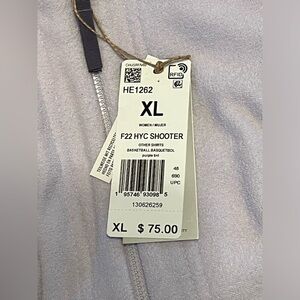 RFID
HE1262
XL
WOMEN / MUJER
F22 HYC SHOOTER
OTHER SHIRTS
BASKETBALL BASQUETBOL
purple tint
48
690
UPC
1 95746 93098 5
130626259
XL $ 75.00